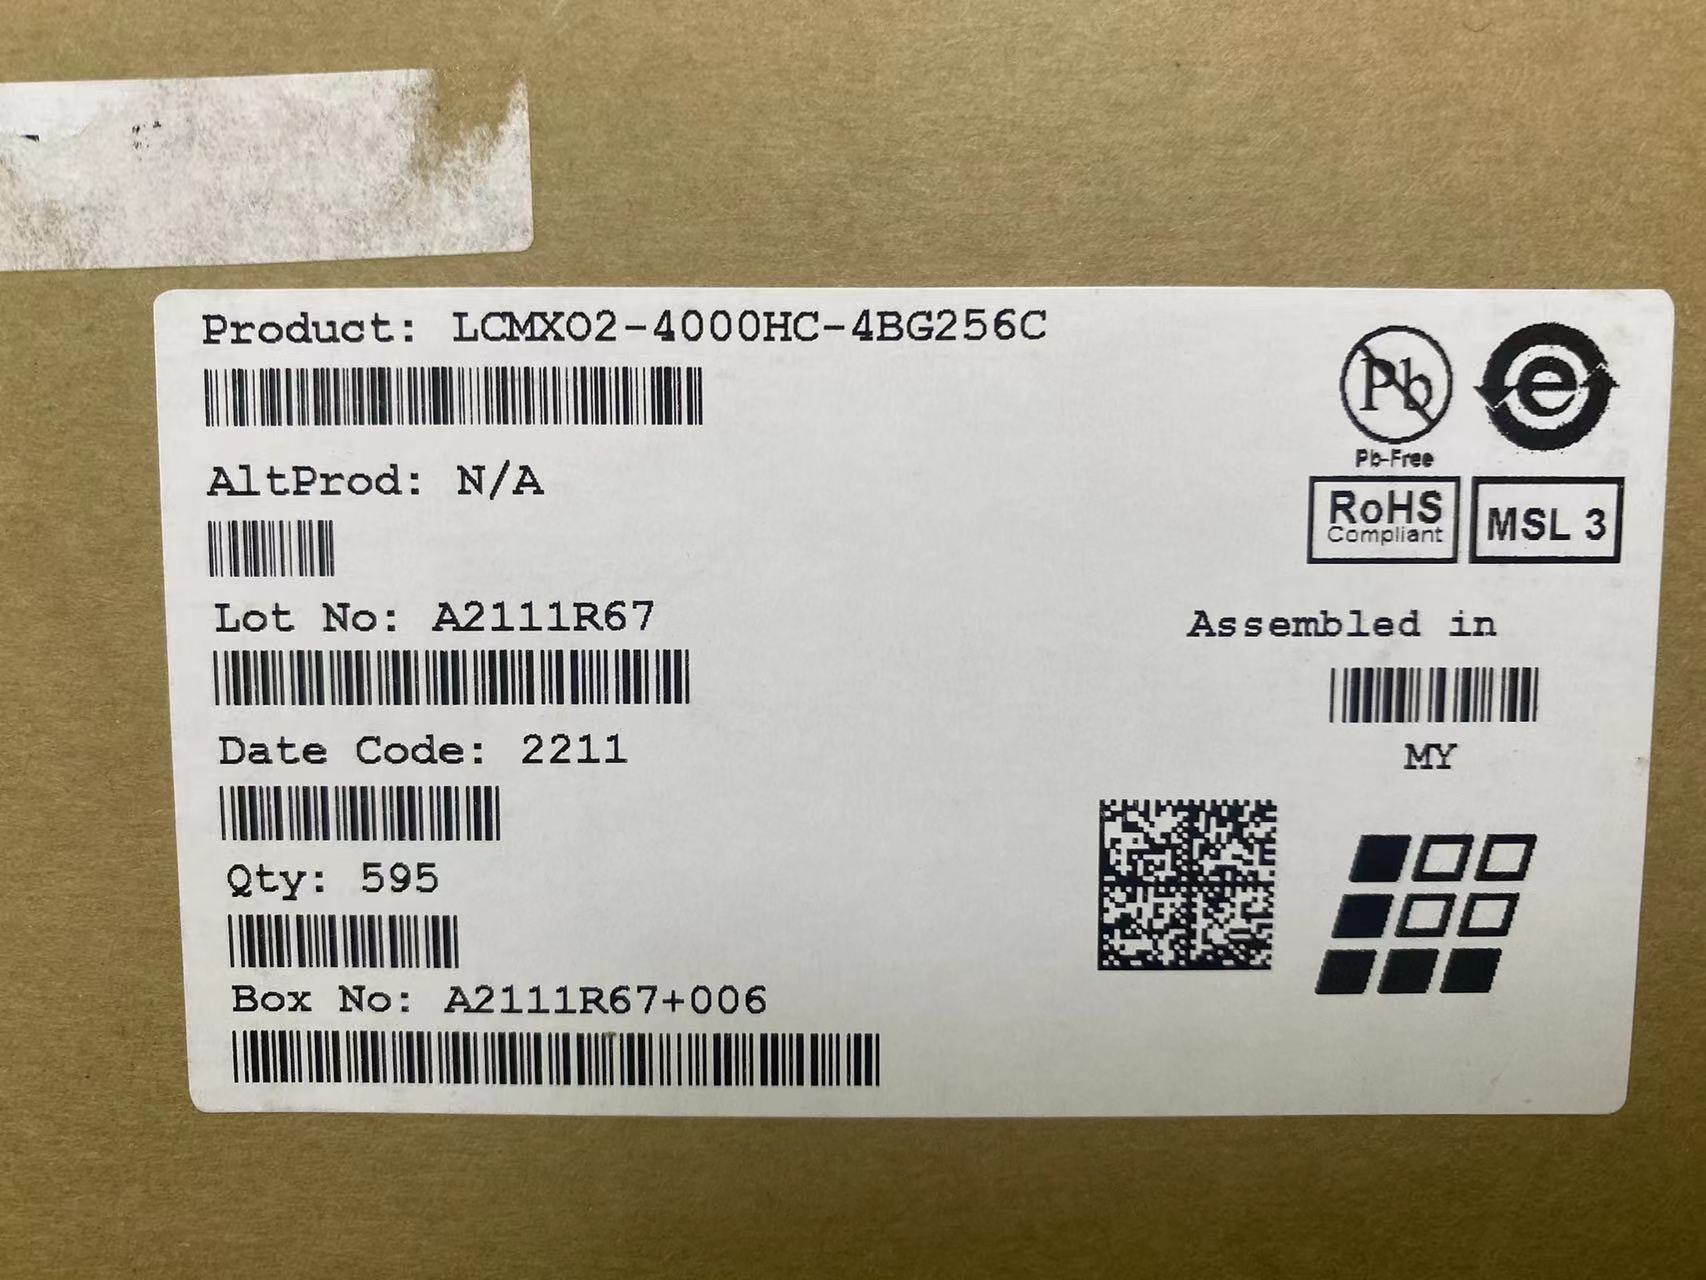 Product: LCMXO2-4000HC-4BG256C
AltProd: N/A
Lot No: A2111R67
Date Code: 2211
Qty: 595
Box No: A2111R67+006
Pb
Pb-Free
e
RoHS
Compliant
MSL 3
Assembled in
MY